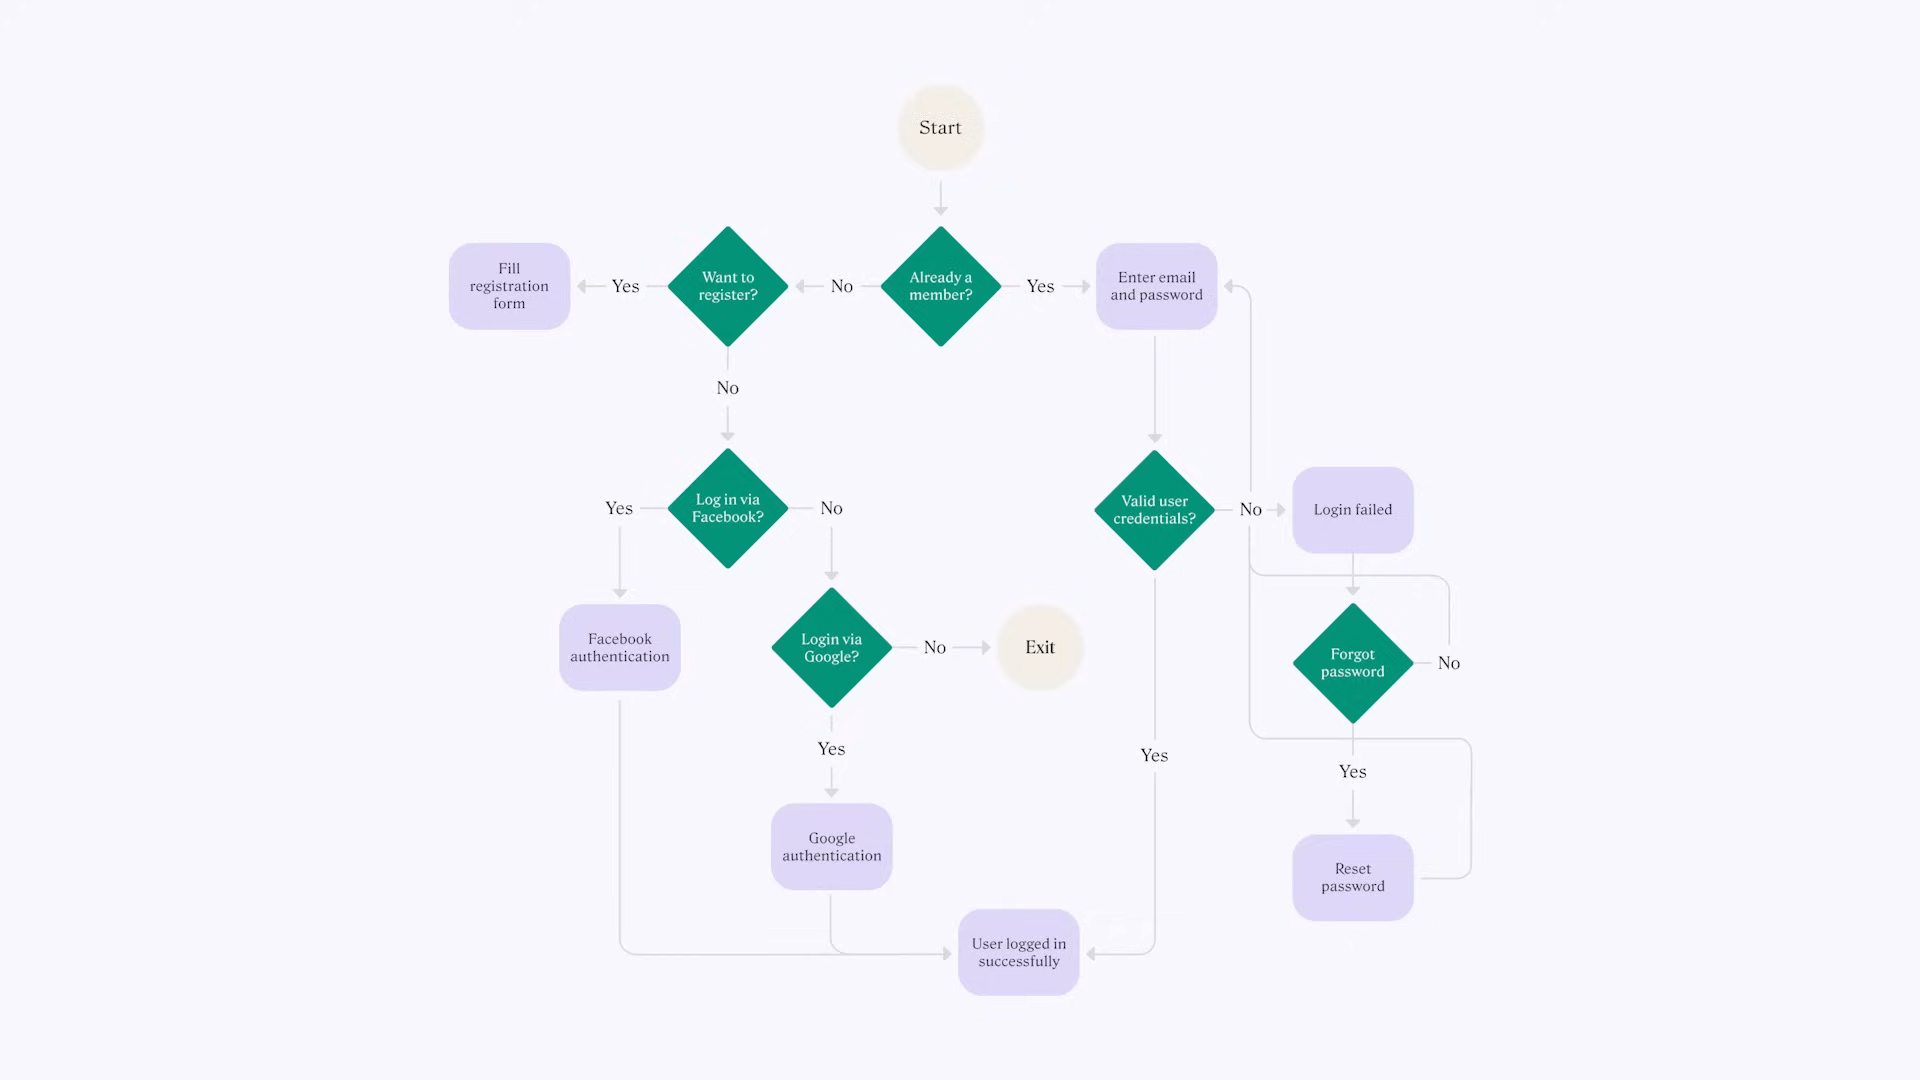 Start
Fill
registration
form
Yes
Want to
register?
No
Already a
member?
Yes
Enter email
and password
No
Yes
Log in via
Facebook?
No
Valid user
credentials?
No
Login failed
Facebook
authentication
Login via
Google?
No
Exit
Forgot
password
No
Yes
Yes
Yes
Google
authentication
Reset
password
User logged in
successfully